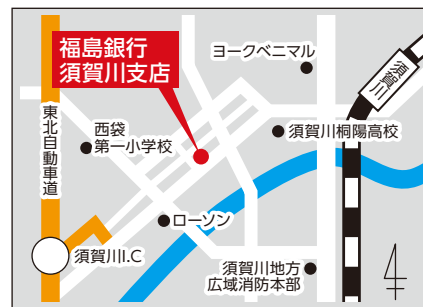 福島銀行
須賀川支店
ヨークベニマル
須賀川
東北自動車道
西袋
第一小学校
須賀川桐陽高校
ローソン
須賀川I.C
須賀川地方
広域消防本部